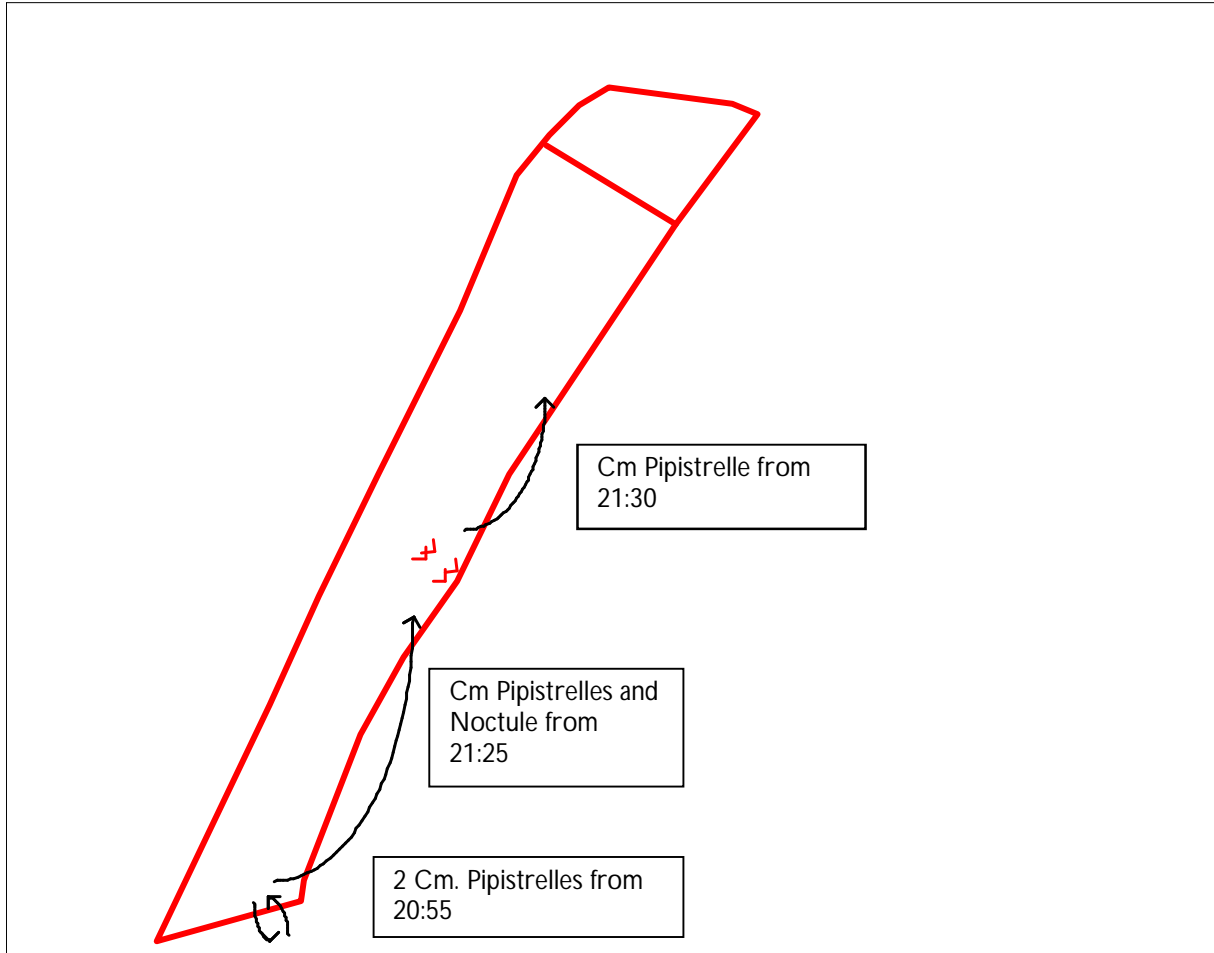 Cm Pipistrelle from
21:30
Cm Pipistrelles and
Noctule from
21:25
2 Cm. Pipistrelles from
20:55